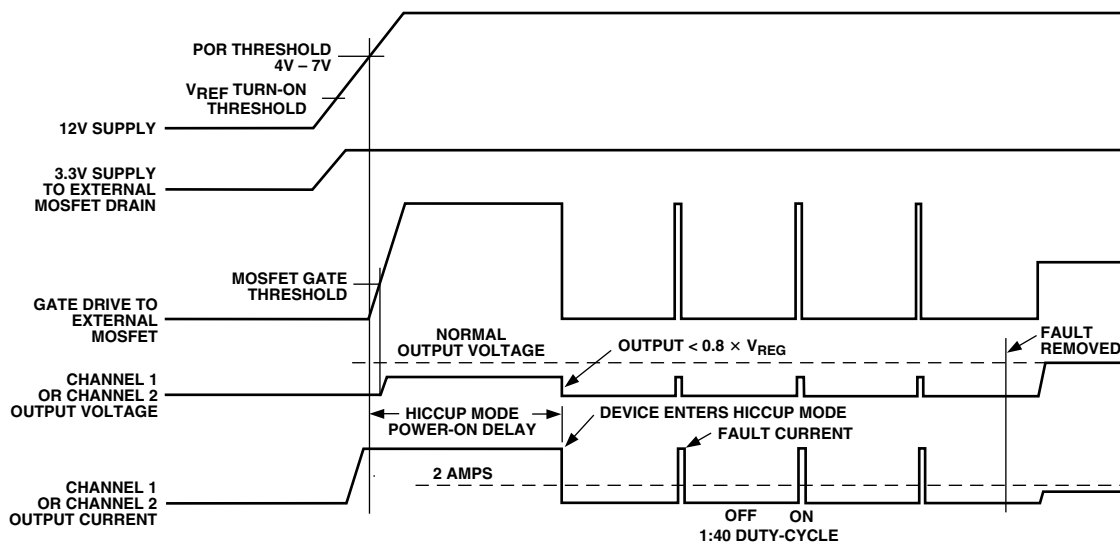 POR THRESHOLD
4V – 7V
VREF TURN-ON
THRESHOLD
12V SUPPLY
3.3V SUPPLY
TO EXTERNAL
MOSFET DRAIN
MOSFET GATE
THRESHOLD
GATE DRIVE TO
EXTERNAL
MOSFET
NORMAL
OUTPUT VOLTAGE
OUTPUT < 0.8 × VREG
FAULT
REMOVED
CHANNEL 1
OR CHANNEL 2
OUTPUT VOLTAGE
HICCUP MODE
POWER-ON DELAY
DEVICE ENTERS HICCUP MODE
FAULT CURRENT
2 AMPS
CHANNEL 1
OR CHANNEL 2
OUTPUT CURRENT
OFF ON
1:40 DUTY-CYCLE